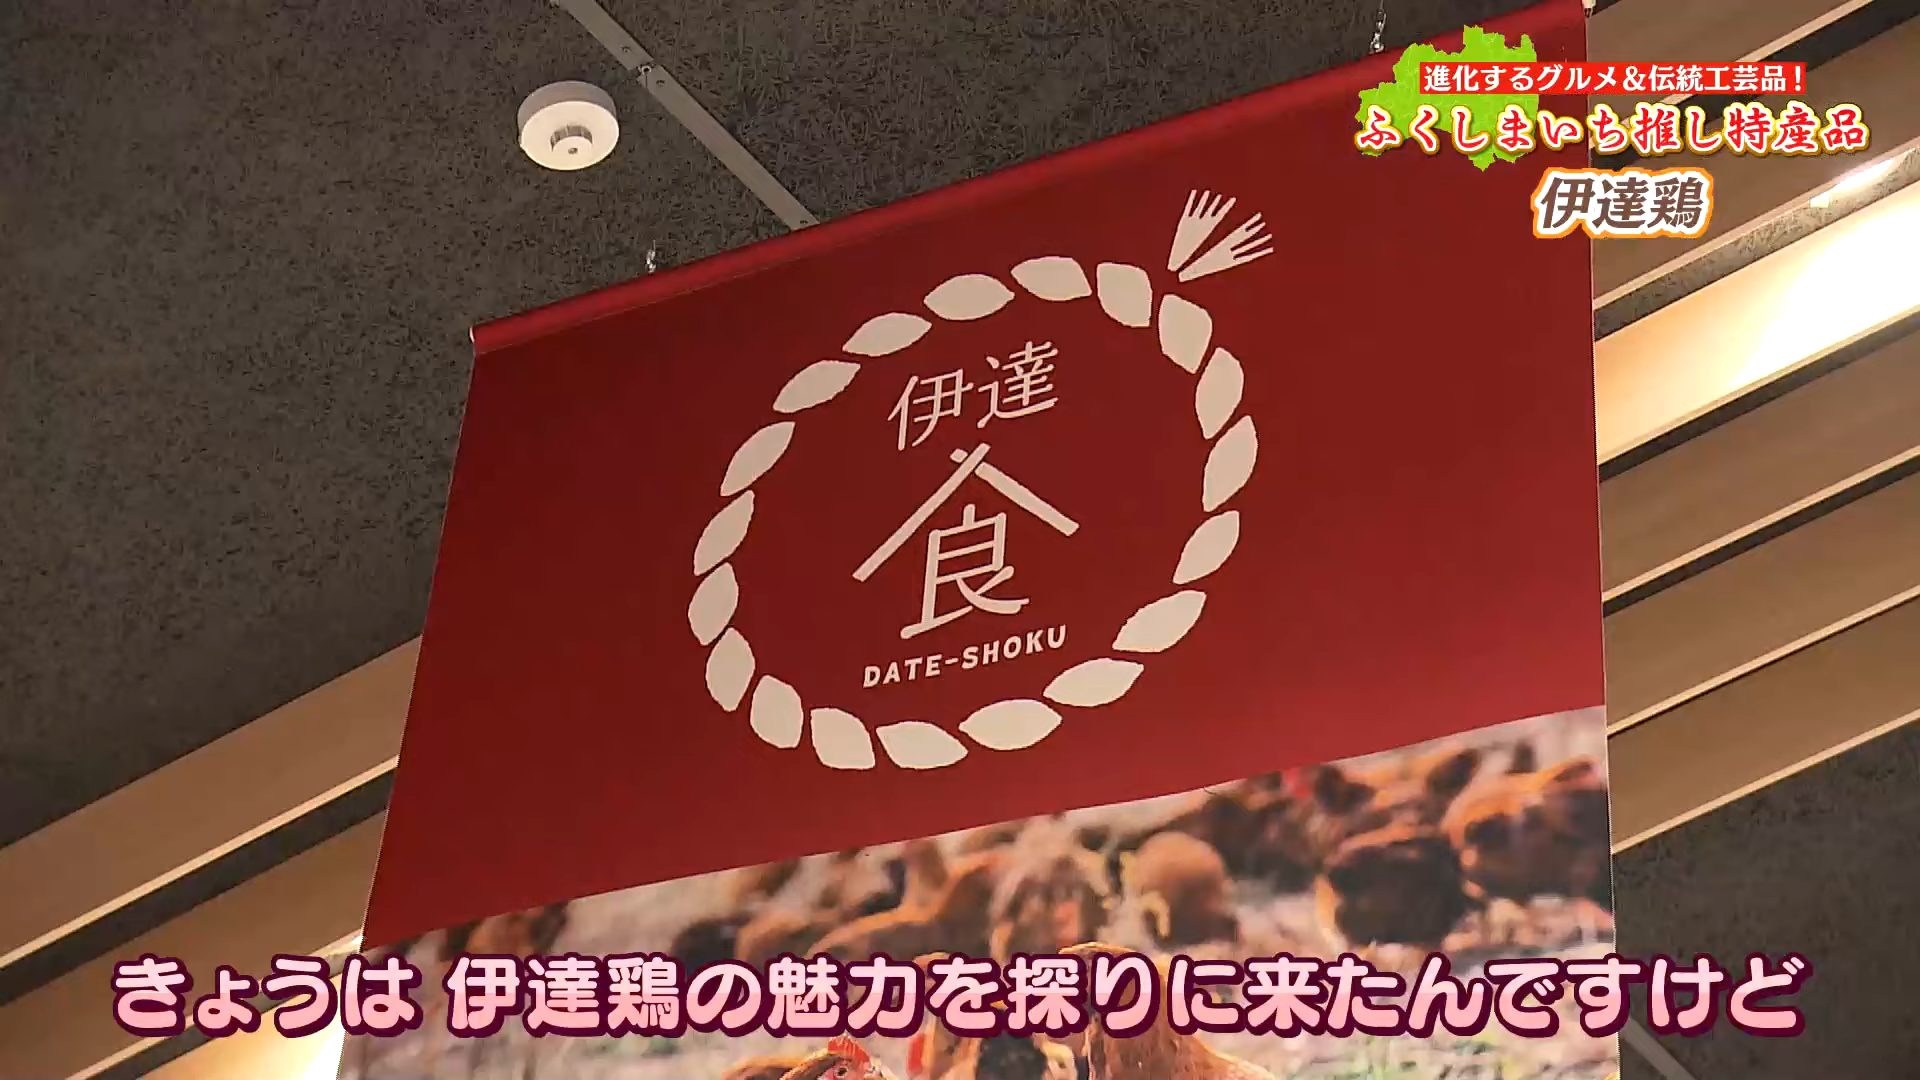 進化するグルメ&伝統工芸品!
ふくしまいち推し特産品
伊達鶏
伊達
食
DATE-SHOKU
きょうは 伊達鶏の魅力を探りに来たんですけど